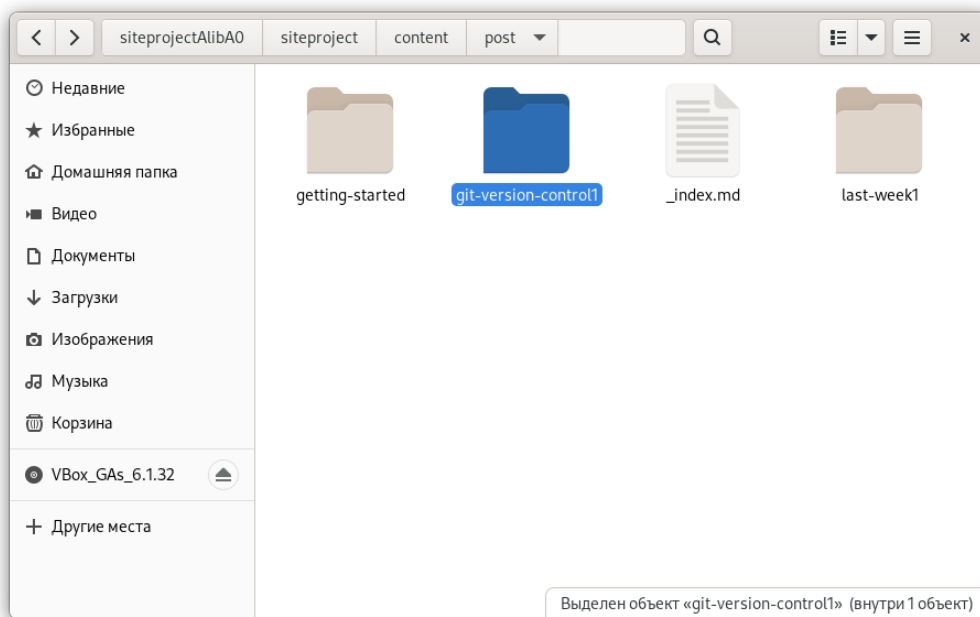 siteprojectAlibA0 siteproject content post
Недавние
Избранные
Домашняя папка
Видео
Документы
Загрузки
Изображения
Музыка
Корзина
VBox_GAs_6.1.32
Другие места
getting-started git-version-control1 _index.md last-week1
Выделен объект «git-version-control1» (внутри 1 объект)